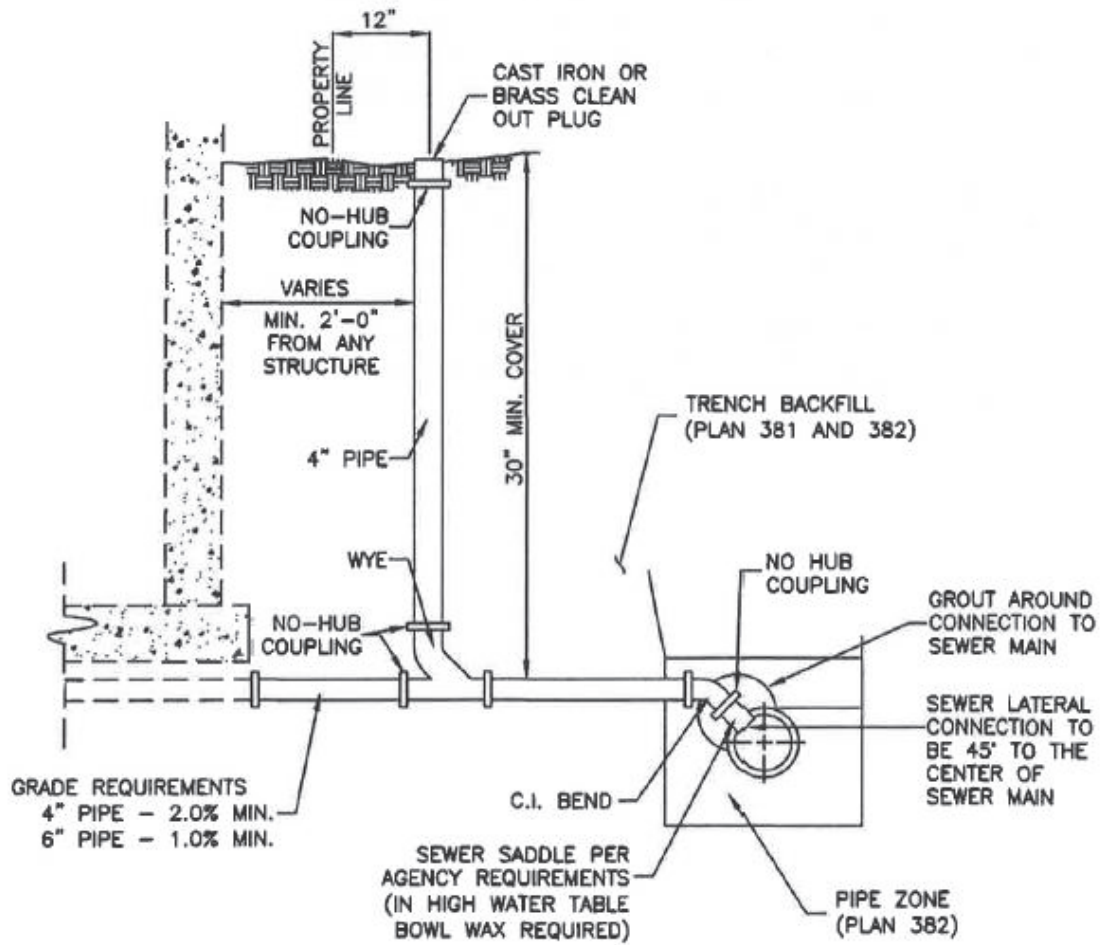 12"
PROPERTY
LINE
CAST IRON OR
BRASS CLEAN
OUT PLUG
NO-HUB
COUPLING
VARIES
MIN. 2'-0"
FROM ANY
STRUCTURE
30" MIN. COVER
TRENCH BACKFILL
(PLAN 381 AND 382)
4" PIPE
WYE
NO HUB
COUPLING
GROUT AROUND
CONNECTION TO
SEWER MAIN
NO-HUB
COUPLING
SEWER LATERAL
CONNECTION TO
BE 45° TO THE
CENTER OF
SEWER MAIN
GRADE REQUIREMENTS
4" PIPE - 2.0% MIN.
6" PIPE - 1.0% MIN.
C.I. BEND
SEWER SADDLE PER
AGENCY REQUIREMENTS
(IN HIGH WATER TABLE
BOWL WAX REQUIRED)
PIPE ZONE
(PLAN 382)